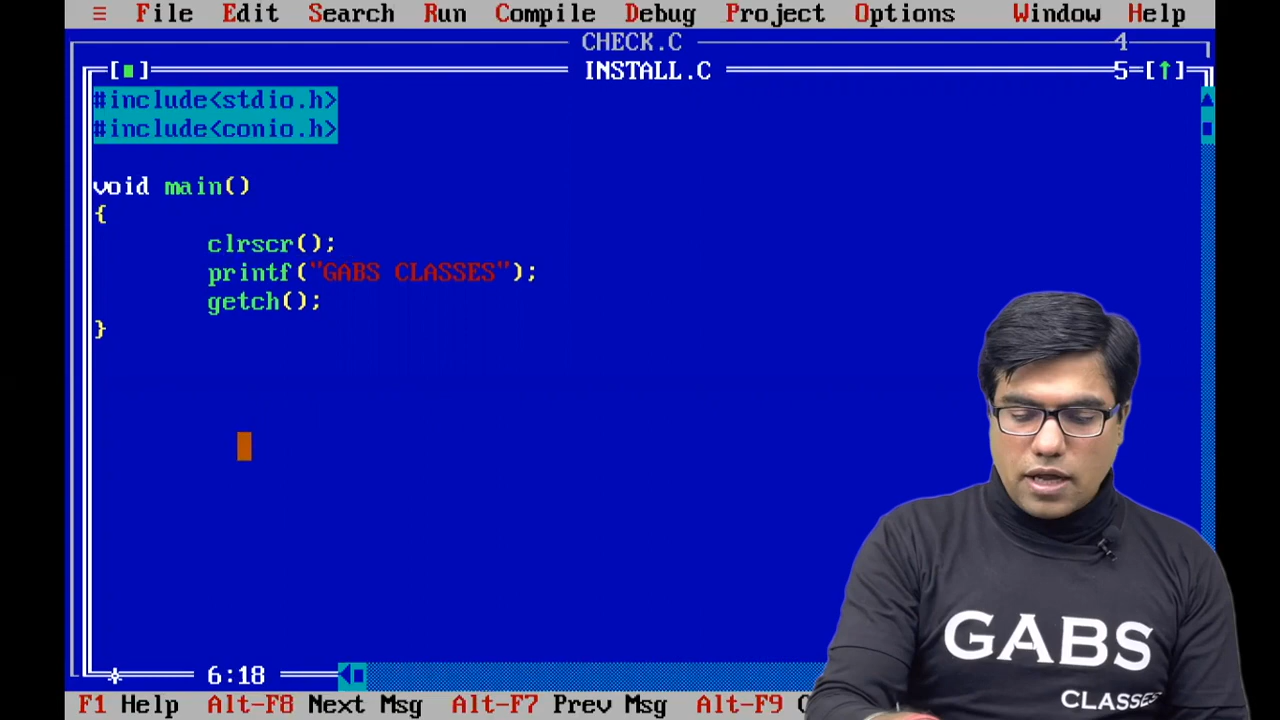 ≡ File Edit Search Run Compile Debug Project Options Window Help
CHECK.C 4
[■] INSTALL.C 5=[↑]
#include<stdio.h>
#include<conio.h>
void main()
{
clrscr();
printf("GABS CLASSES");
getch();
}
6:18
F1 Help Alt-F8 Next Msg Alt-F7 Prev Msg Alt-F9
GABS
CLASSES